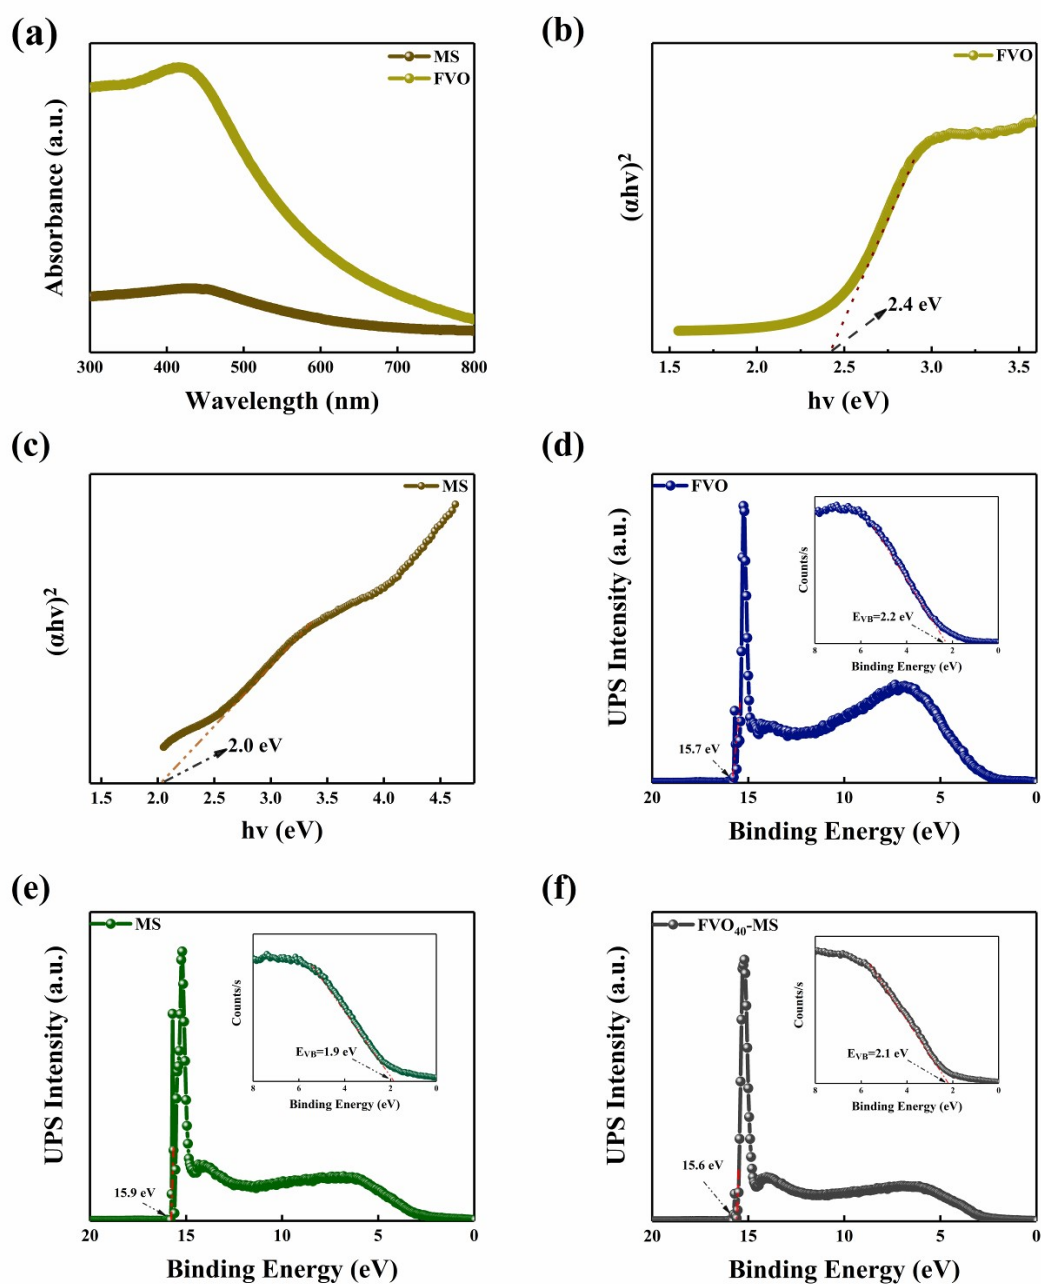 (a)
MS
FVO
Absorbance (a.u.)
300 400 500 600 700 800
Wavelength (nm)
(b)
FVO
(αhv)²
2.4 eV
1.5 2.0 2.5 3.0 3.5
hv (eV)
(c)
MS
(αhv)²
2.0 eV
1.5 2.0 2.5 3.0 3.5 4.0 4.5
hv (eV)
(d)
FVO
UPS Intensity (a.u.)
15.7 eV
20 15 10 5 0
Binding Energy (eV)
Counts/s
E_VB=2.2 eV
8 6 4 2 0
Binding Energy (eV)
(e)
MS
UPS Intensity (a.u.)
15.9 eV
20 15 10 5 0
Binding Energy (eV)
Counts/s
E_VB=1.9 eV
8 6 4 2 0
Binding Energy (eV)
(f)
FVO₄₀-MS
UPS Intensity (a.u.)
15.6 eV
20 15 10 5 0
Binding Energy (eV)
Counts/s
E_VB=2.1 eV
8 6 4 2 0
Binding Energy (eV)